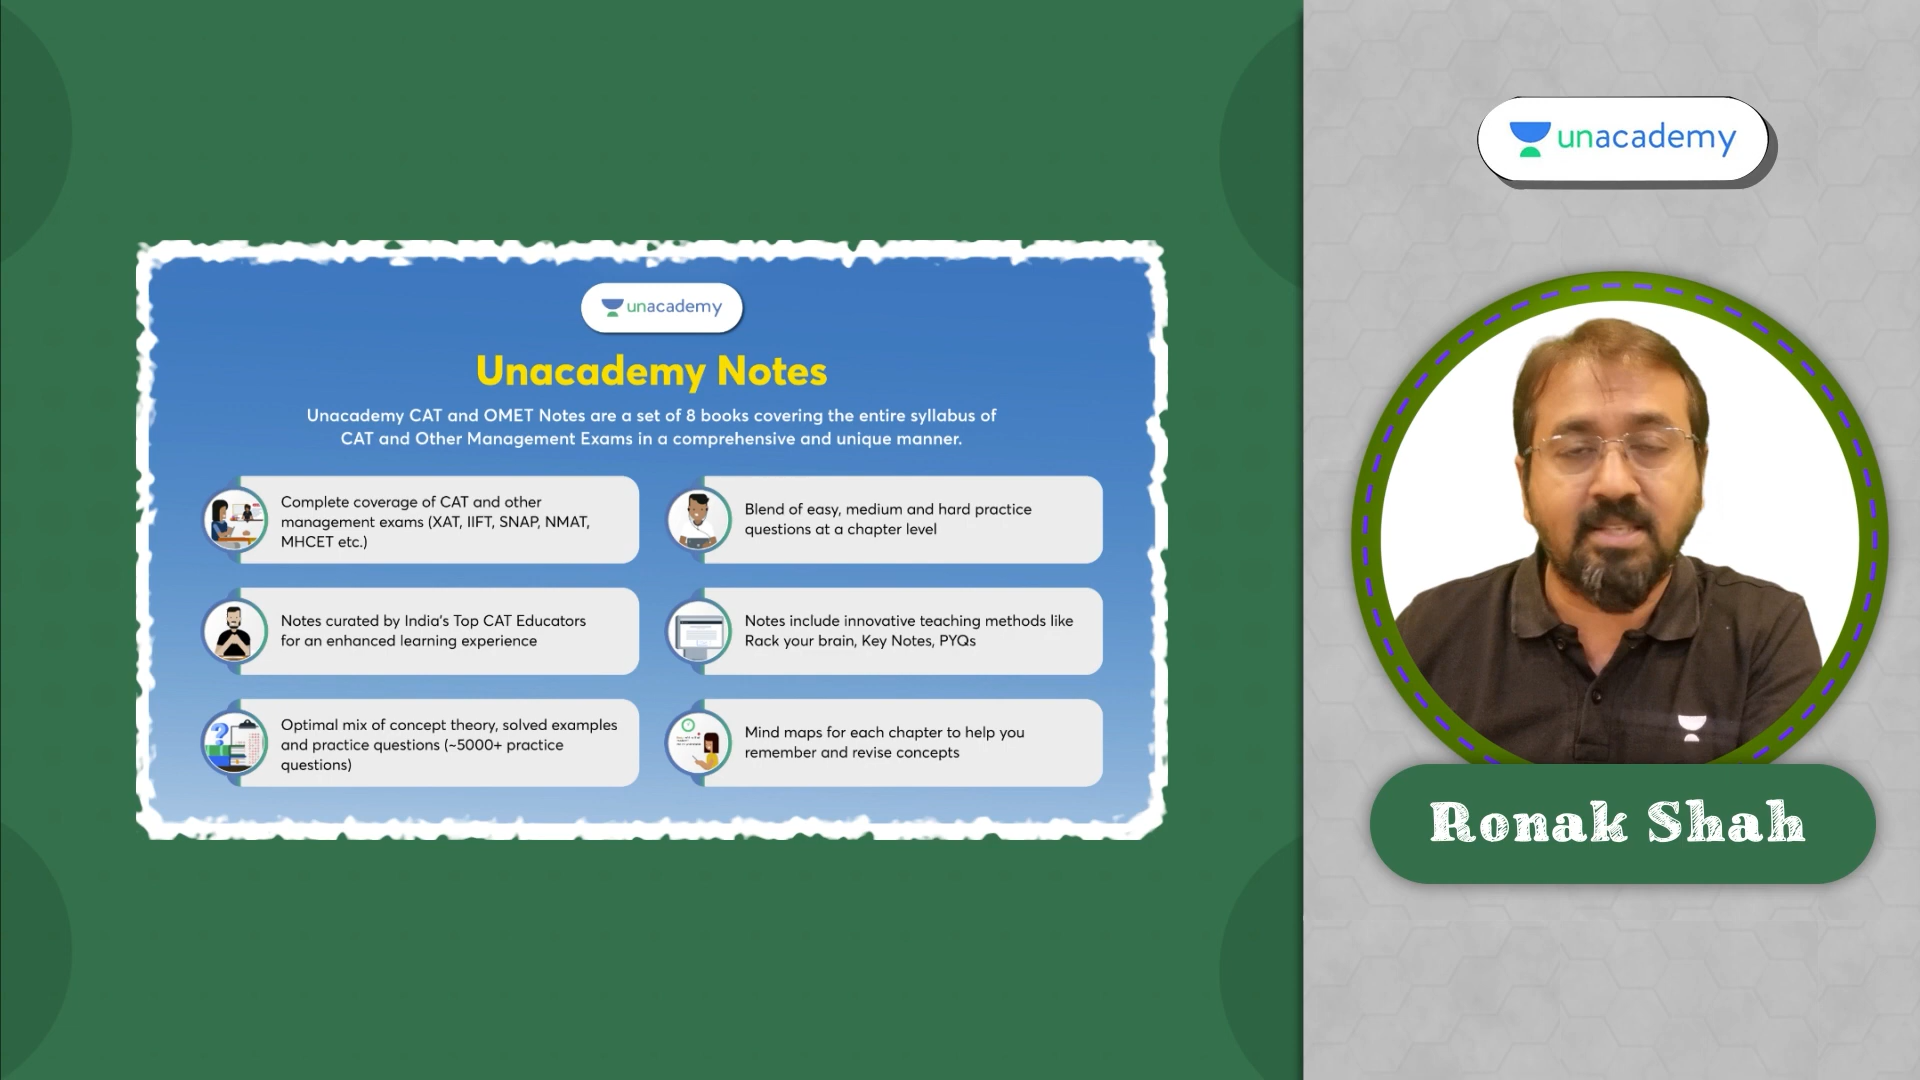 unacademy
Unacademy Notes
Unacademy CAT and OMET Notes are a set of 8 books covering the entire syllabus of
CAT and Other Management Exams in a comprehensive and unique manner.
Complete coverage of CAT and other
management exams (XAT, IIFT, SNAP, NMAT,
MHCET etc.)
Blend of easy, medium and hard practice
questions at a chapter level
Notes curated by India's Top CAT Educators
for an enhanced learning experience
Notes include innovative teaching methods like
Rack your brain, Key Notes, PYQs
Optimal mix of concept theory, solved examples
and practice questions (~5000+ practice
questions)
Mind maps for each chapter to help you
remember and revise concepts
unacademy
Ronak Shah